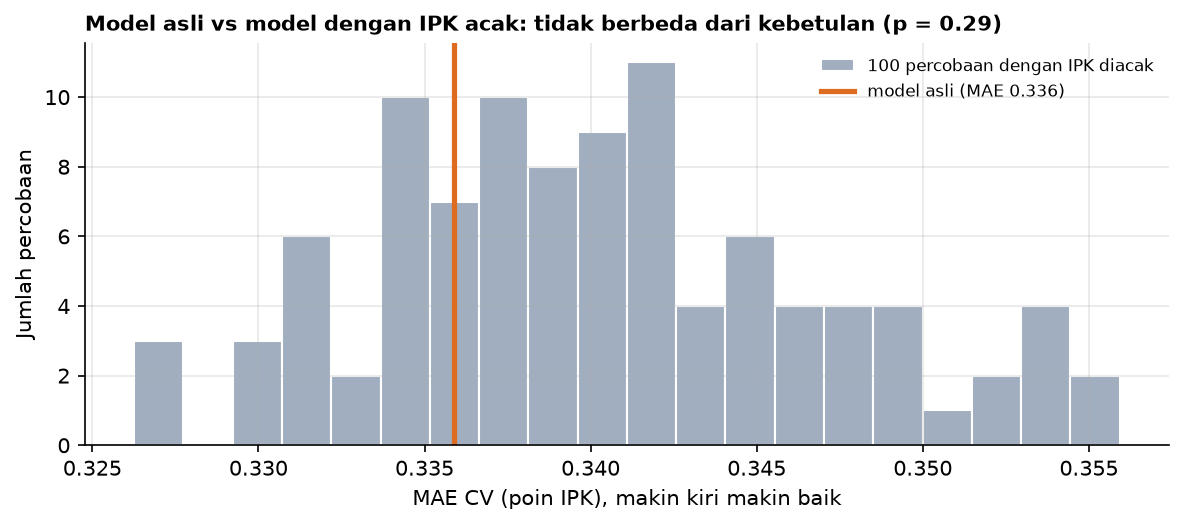 Model asli vs model dengan IPK acak: tidak berbeda dari kebetulan (p = 0.29)
100 percobaan dengan IPK diacak
model asli (MAE 0.336)
Jumlah percobaan
10
8
6
4
2
0
0.325 0.330 0.335 0.340 0.345 0.350 0.355
MAE CV (poin IPK), makin kiri makin baik